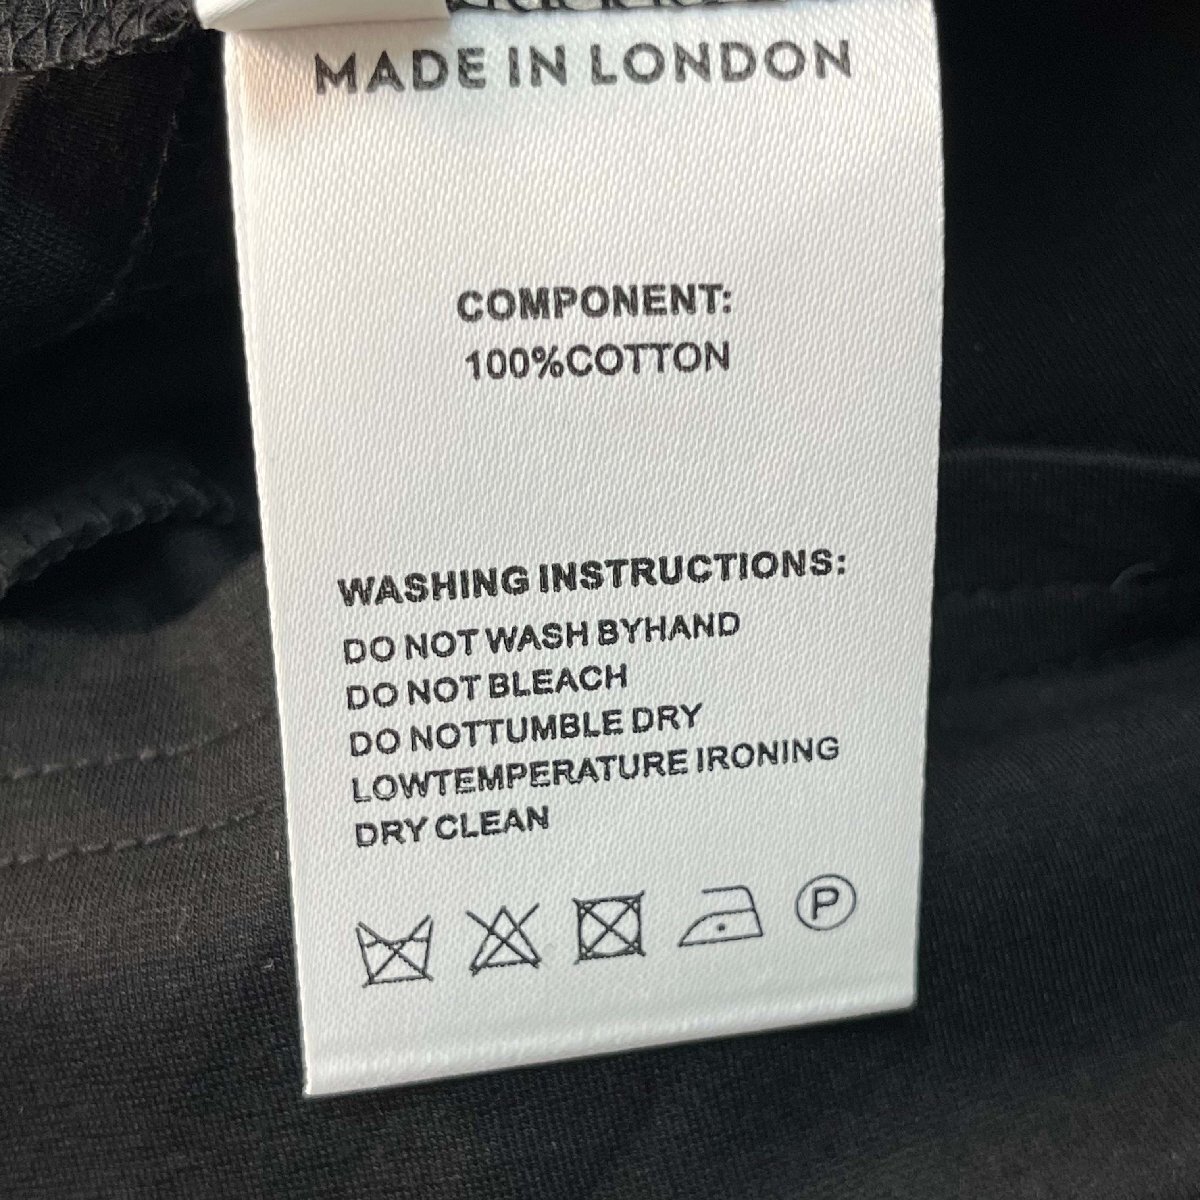 MADE IN LONDON
COMPONENT:
100%COTTON
WASHING INSTRUCTIONS:
DO NOT WASH BYHAND
DO NOT BLEACH
DO NOTTUMBLE DRY
LOWTEMPERATURE IRONING
DRY CLEAN
P